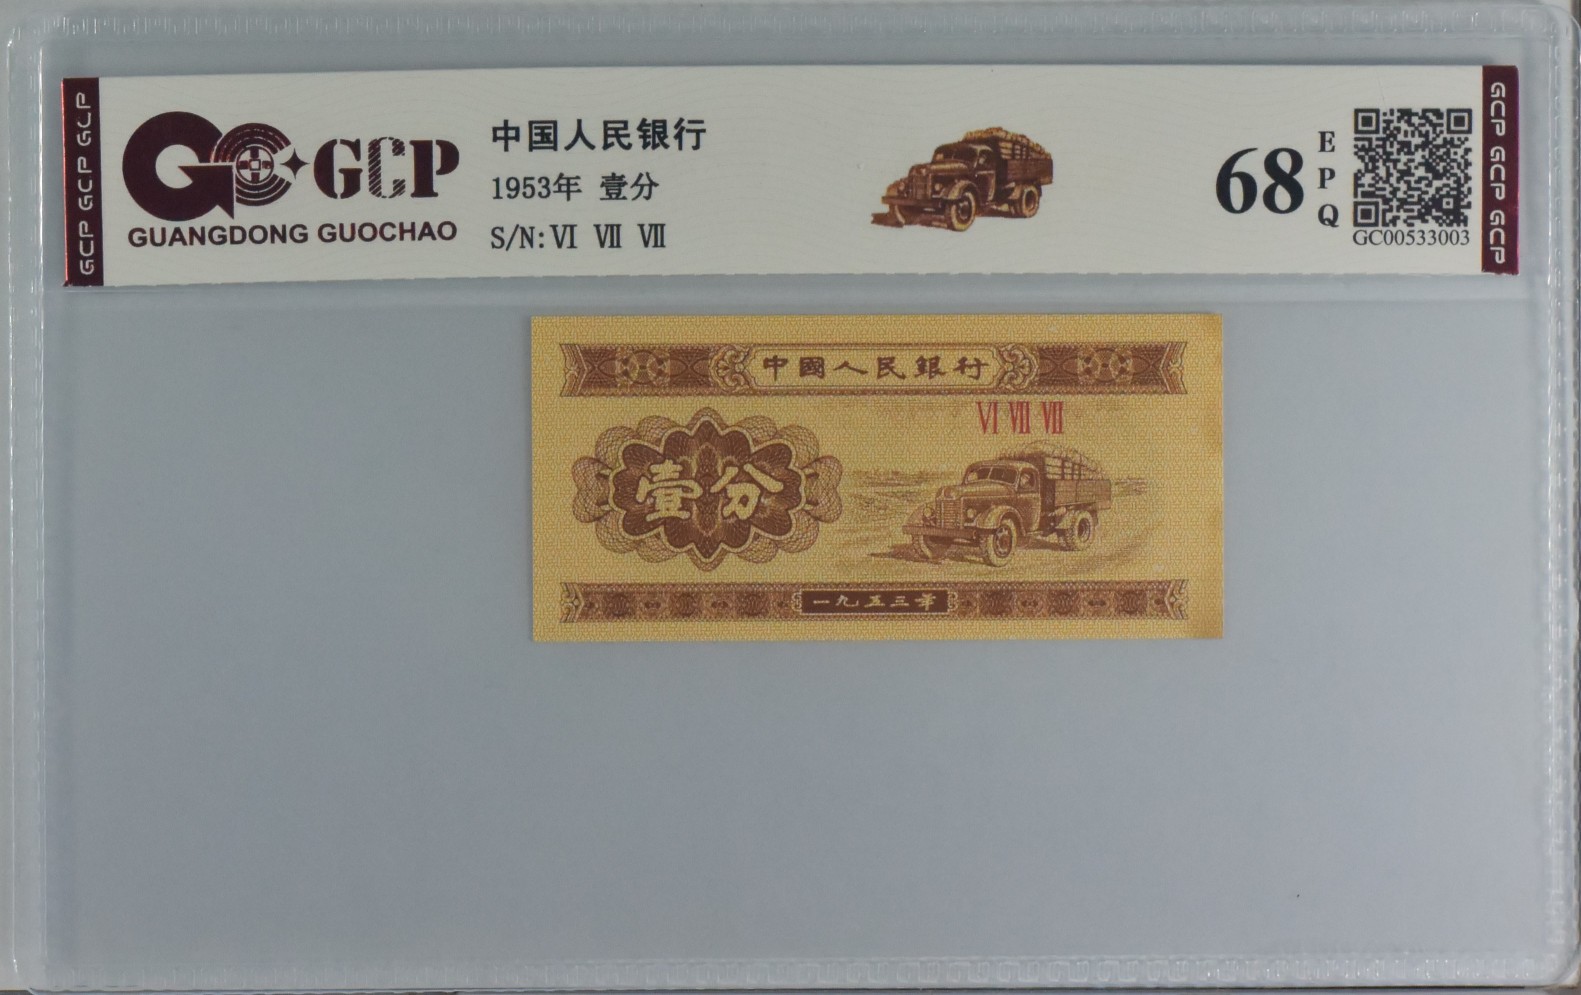 GCP GCP GCP
GCP
GUANGDONG GUOCHAO
中国人民银行
1953年 壹分
S/N: Ⅵ Ⅶ Ⅶ
68
E
P
Q
GC00533003
GCP GCP GCP
中國人民銀行
Ⅵ Ⅶ Ⅶ
壹分
一九五三年